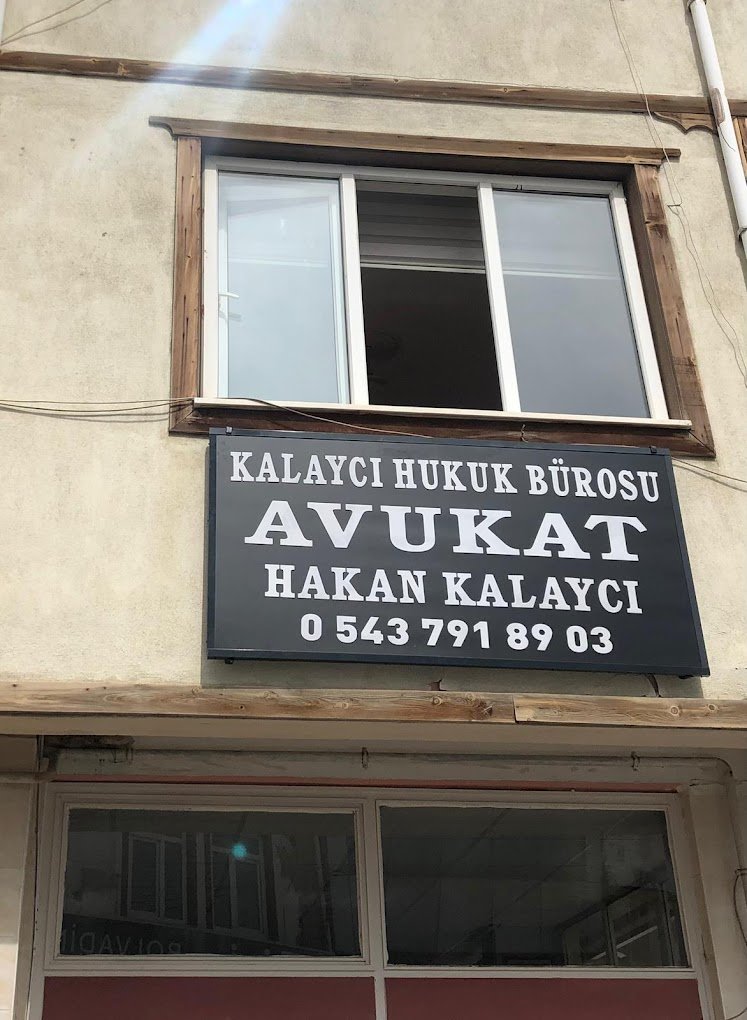 KALAYCI HUKUK BÜROSU
AVUKAT
HAKAN KALAYCI
0 543 791 89 03